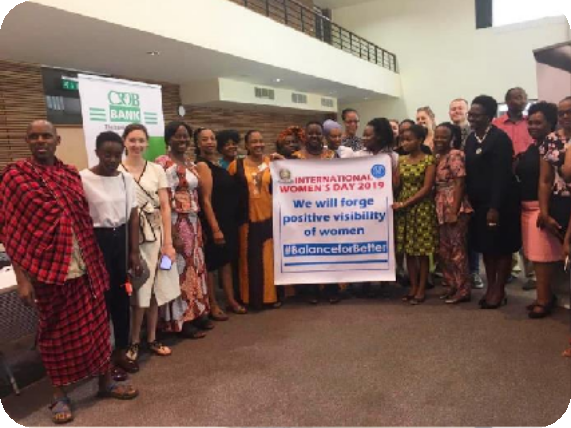 BANK
INTERNATIONAL
WOMEN'S DAY 2019
We will forge
positive visibility
of women
#BalanceforBetter